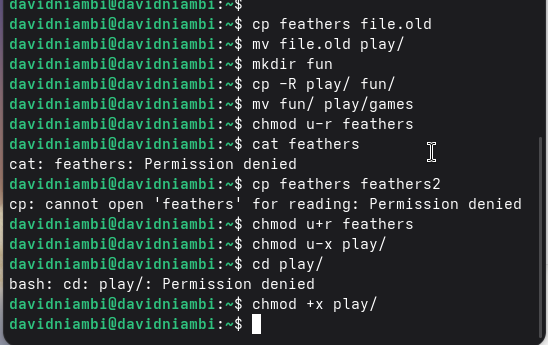 davidniambi@davidniambi:~$
davidniambi@davidniambi:~$ cp feathers file.old
davidniambi@davidniambi:~$ mv file.old play/
davidniambi@davidniambi:~$ mkdir fun
davidniambi@davidniambi:~$ cp -R play/ fun/
davidniambi@davidniambi:~$ mv fun/ play/games
davidniambi@davidniambi:~$ chmod u-r feathers
davidniambi@davidniambi:~$ cat feathers
cat: feathers: Permission denied
davidniambi@davidniambi:~$ cp feathers feathers2
cp: cannot open 'feathers' for reading: Permission denied
davidniambi@davidniambi:~$ chmod u+r feathers
davidniambi@davidniambi:~$ chmod u-x play/
davidniambi@davidniambi:~$ cd play/
bash: cd: play/: Permission denied
davidniambi@davidniambi:~$ chmod +x play/
davidniambi@davidniambi:~$